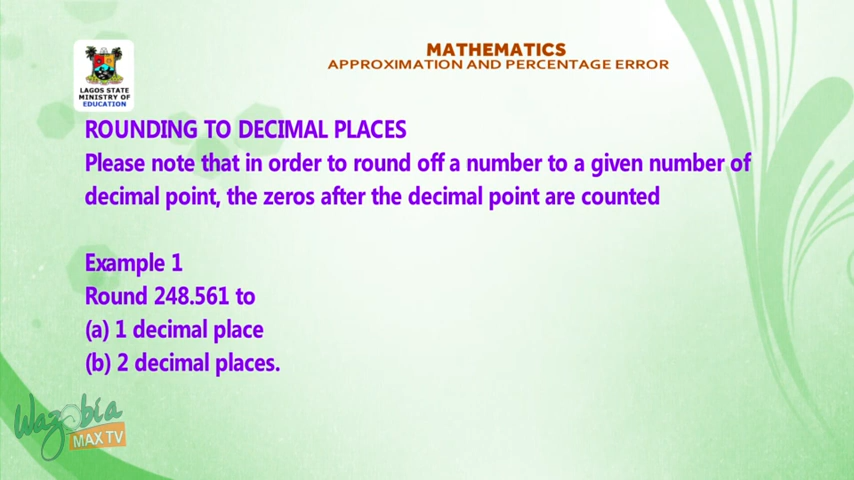 MATHEMATICS
APPROXIMATION AND PERCENTAGE ERROR
LAGOS STATE
MINISTRY OF
EDUCATION
ROUNDING TO DECIMAL PLACES
Please note that in order to round off a number to a given number of
decimal point, the zeros after the decimal point are counted
Example 1
Round 248.561 to
(a) 1 decimal place
(b) 2 decimal places.
Wazobia
MAX TV